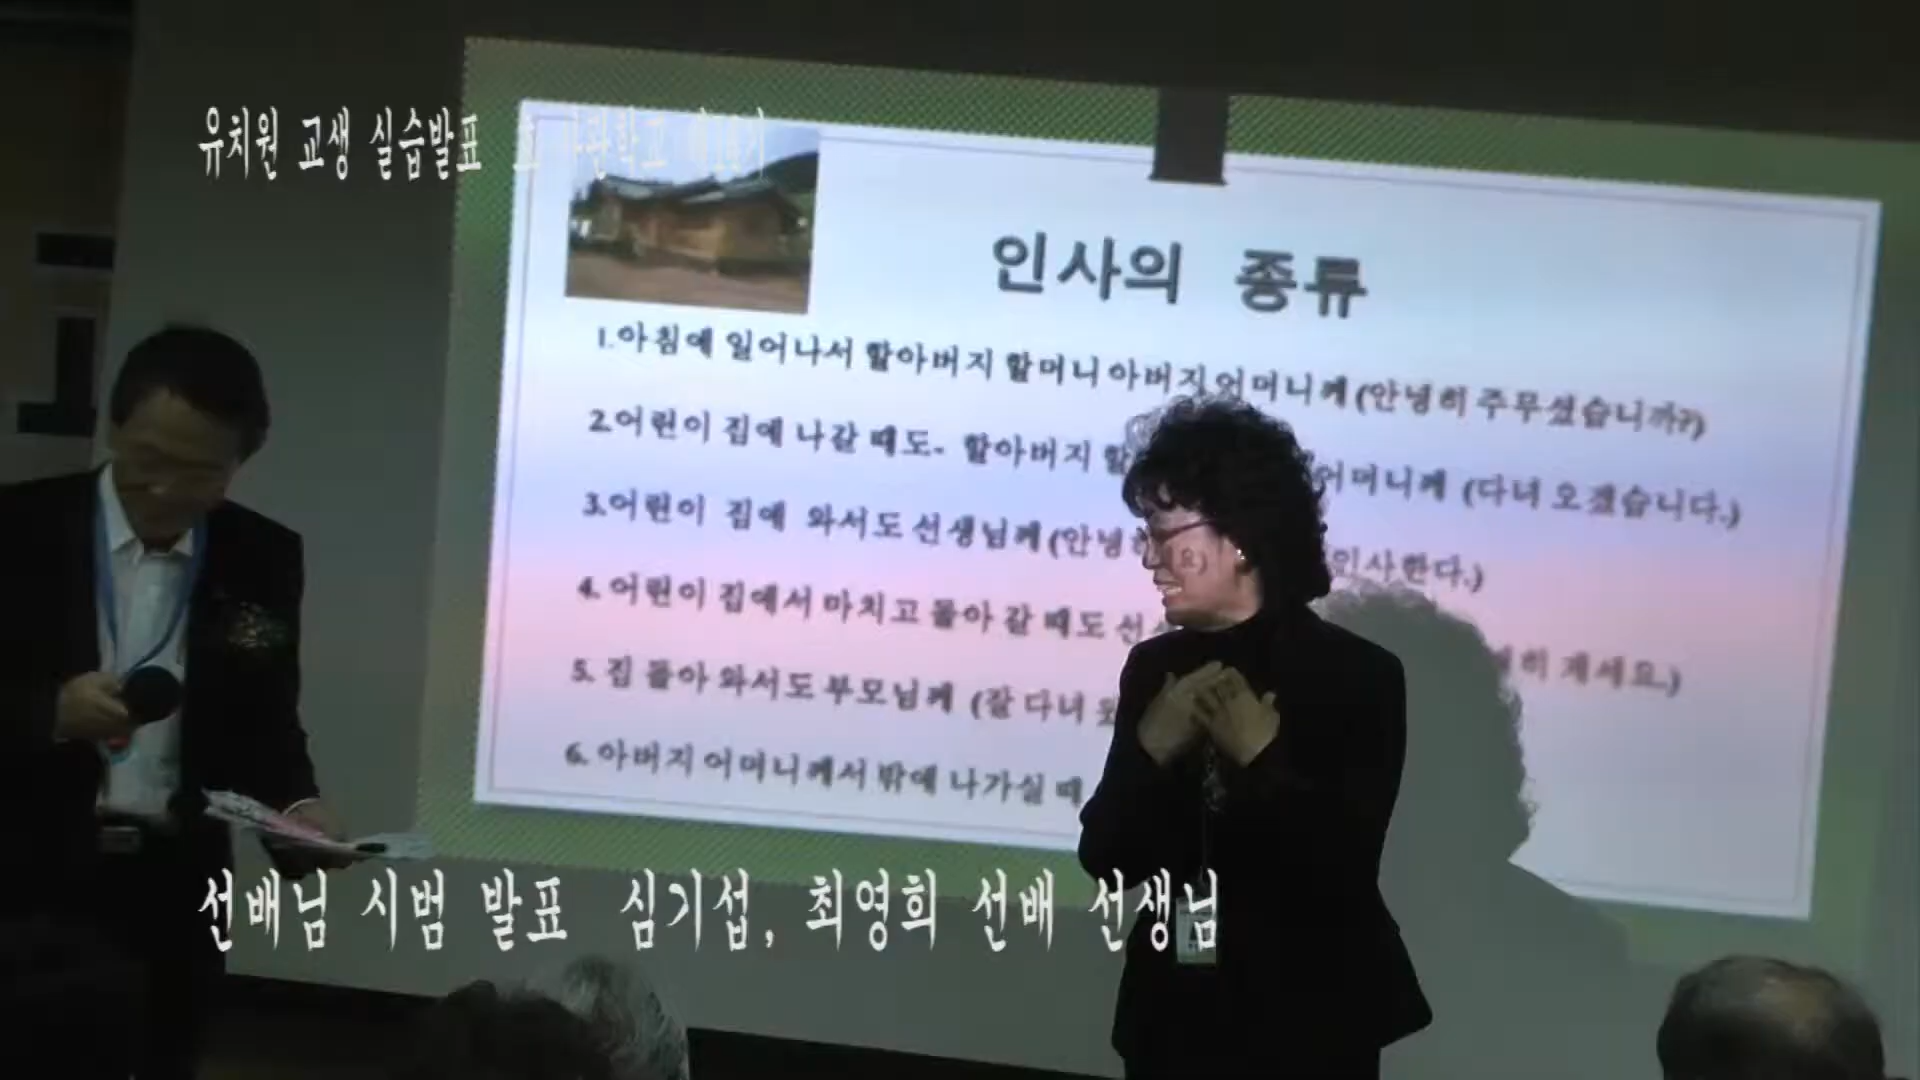 유치원 교생 실습발표
인사의 종류
1.아침에 일어나서 할아버지 할머니아버지어머니께(안녕히 주무셨습니까?)
2.어린이 집에 나갈 때도- 할아버지 할 어머니께 (다녀 오겠습니다.)
3.어린이 집에 와서도 선생님께(안녕히 인사한다.)
4. 어린이 집에서 마치고 돌아 갈 때도 선 히 계세요.)
5. 집 돌아 와서도 부모님께 (잘 다녀
6. 아버지 어머니께서 밖에 나가실 때
선배님 시범 발표 심기섭, 최영희 선배 선생님